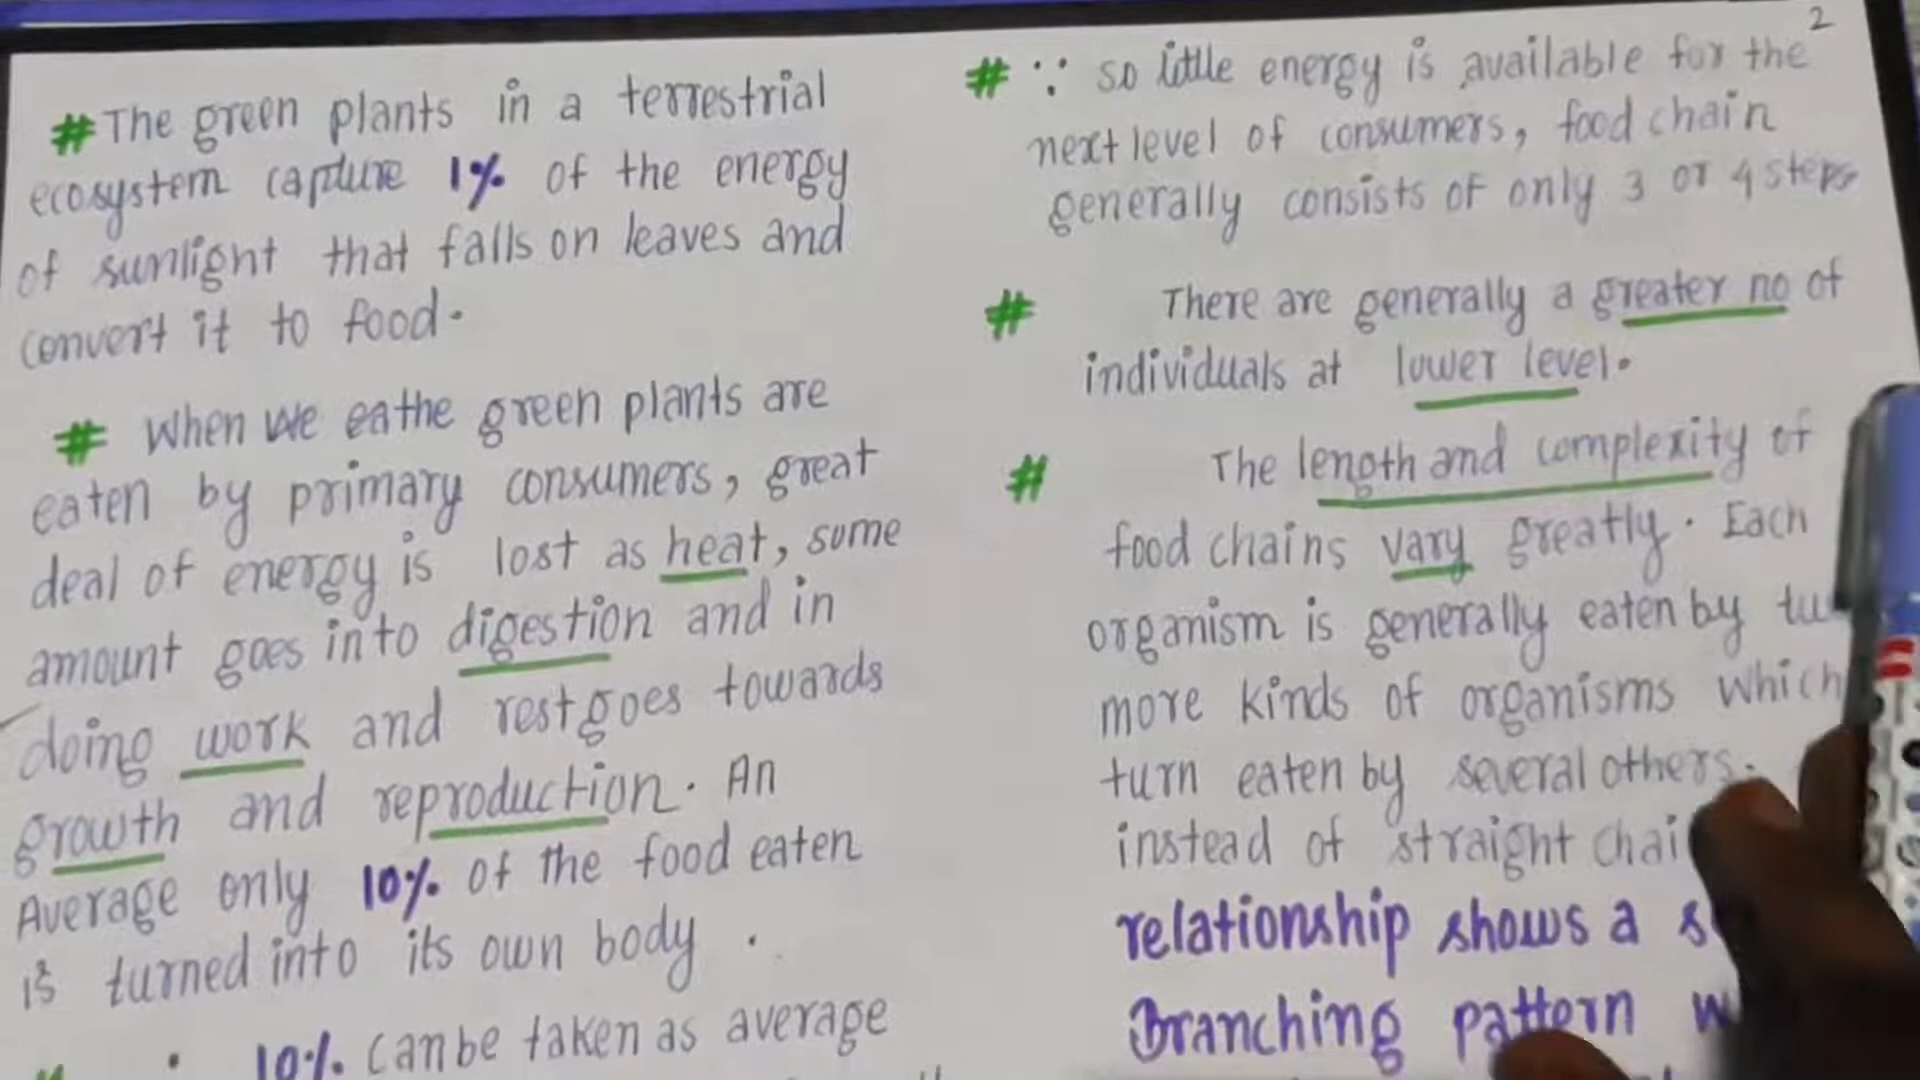 # The green plants in a terrestrial
ecosystem capture 1% of the energy
of sunlight that falls on leaves and
convert it to food.
# When we eathe green plants are
eaten by primary consumers, great
deal of energy is lost as heat, some
amount goes into digestion and in
doing work and rest goes towards
growth and reproduction. An
Average only 10% of the food eaten
is turned into its own body .
10% can be taken as average
2
# ∵ so little energy is available for the
next level of consumers, food chain
generally consists of only 3 or 4 steps
# There are generally a greater no of
individuals at lower level.
# The length and complexity of
food chains vary greatly. Each
organism is generally eaten by
more kinds of organisms which
turn eaten by several others.
instead of straight
relationship shows a
Branching pattern